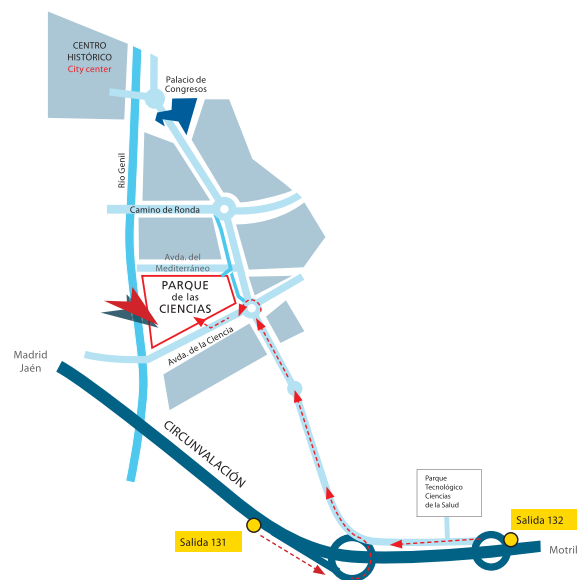 CENTRO
HISTÓRICO
City center
Palacio de
Congresos
Río Genil
Camino de Ronda
Avda. del
Mediterráneo
PARQUE
de las
CIENCIAS
Avda. de la Ciencia
Madrid
Jaén
CIRCUNVALACIÓN
Parque
Tecnológico
Ciencias
de la Salud
Salida 132
Salida 131
Motril